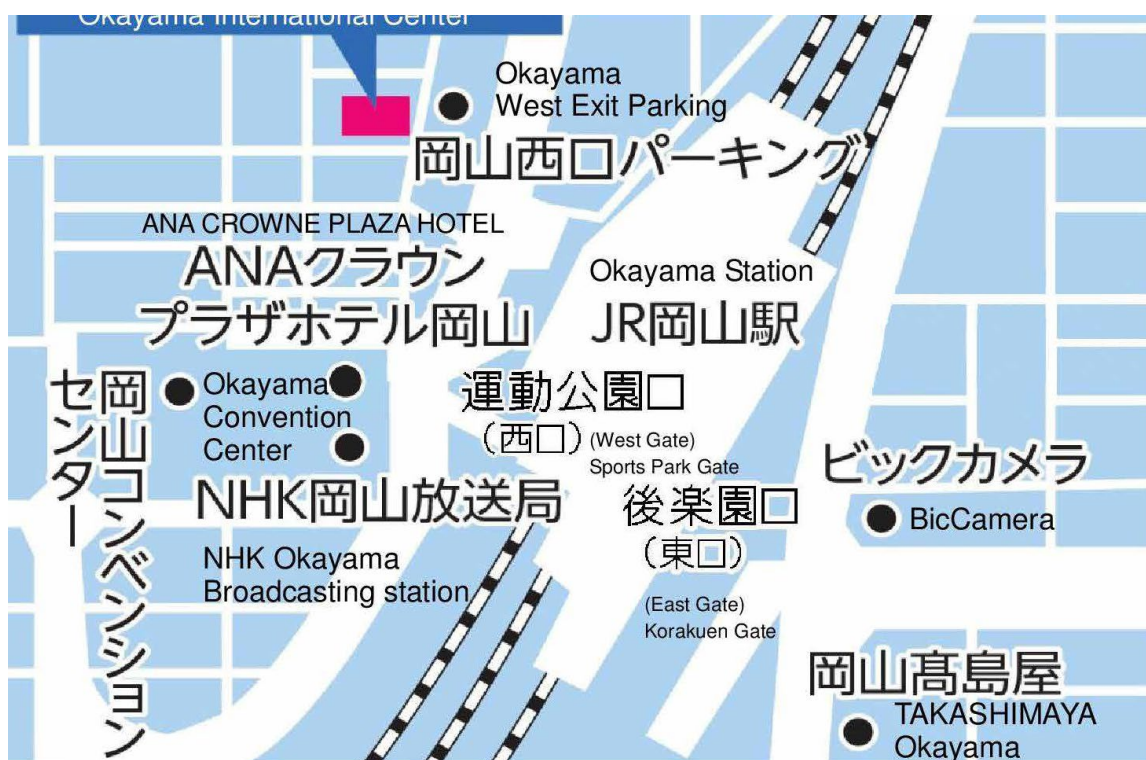 Okayama International Center
Okayama
West Exit Parking
岡山西口パーキング
ANA CROWNE PLAZA HOTEL
ANAクラウン
プラザホテル岡山
Okayama Station
JR岡山駅
岡山コンベンション
センター
Okayama
Convention
Center
運動公園口
(西口)
(West Gate)
Sports Park Gate
NHK岡山放送局
NHK Okayama
Broadcasting station
後楽園口
(東口)
(East Gate)
Korakuen Gate
ビックカメラ
BicCamera
岡山髙島屋
TAKASHIMAYA
Okayama